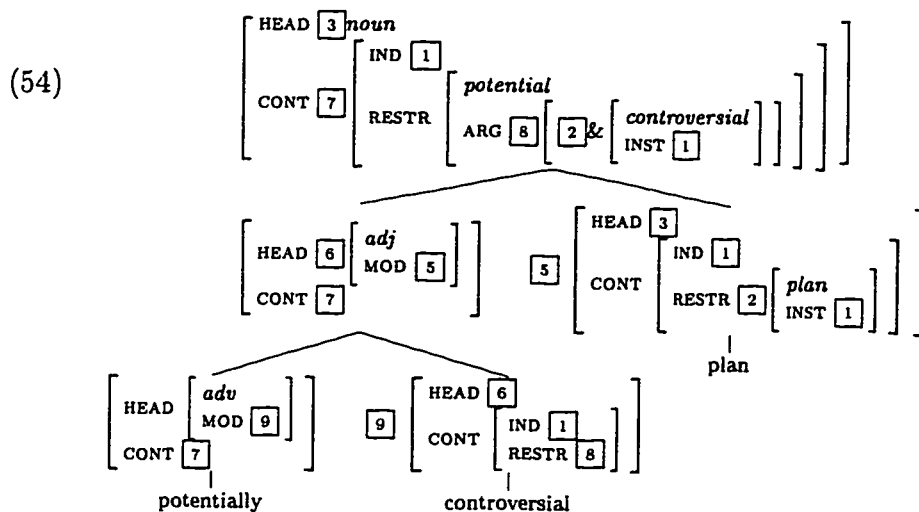 HEAD 3 noun
IND 1
(54)
potential
CONT 7
RESTR
ARG 8 2 & controversial
INST 1
HEAD 3
HEAD 6 adj
MOD 5
IND 1
5
CONT 7
CONT
RESTR 2 plan
INST 1
plan
HEAD adv
MOD 9
HEAD 6
9
IND 1
CONT
CONT 7
RESTR 8
potentially controversial